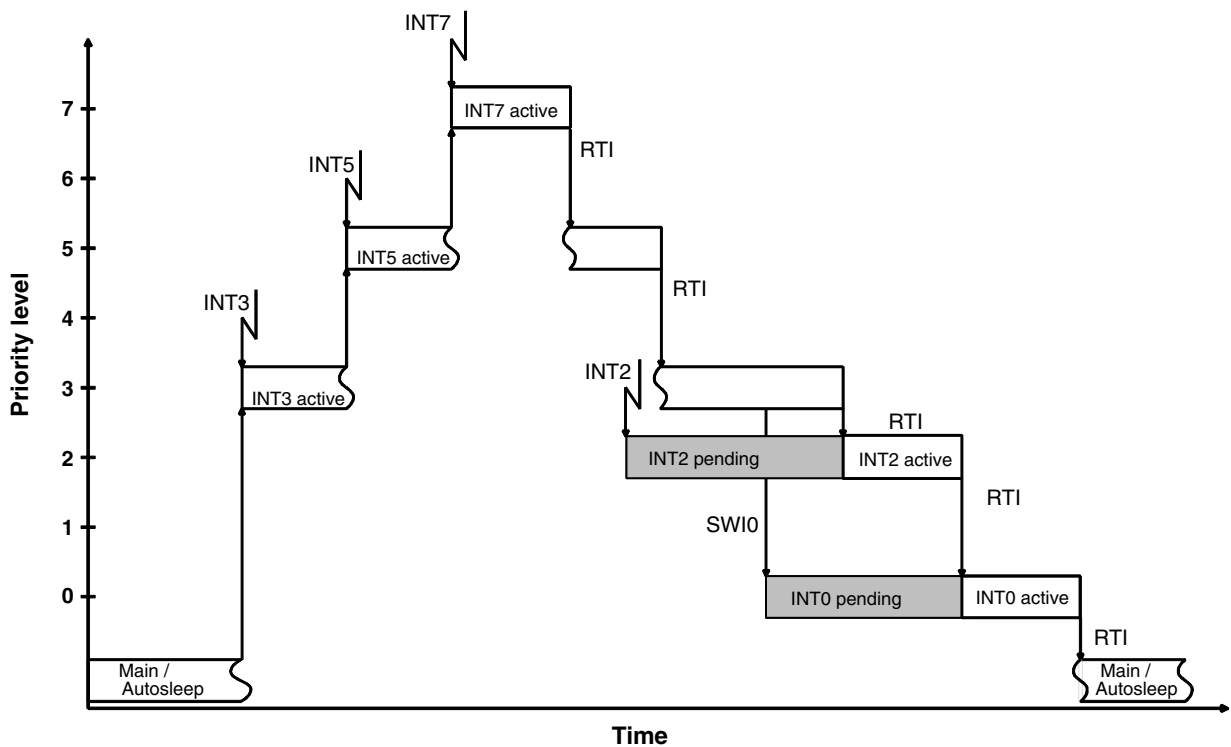 INT7
7
INT7 active
RTI
6
INT5
5
INT5 active
RTI
4
INT3
Priority level
3
INT3 active
INT2
RTI
2
INT2 pending
INT2 active
RTI
1
SWI0
0
INT0 pending
INT0 active
RTI
Main /
Autosleep
Main /
Autosleep
Time